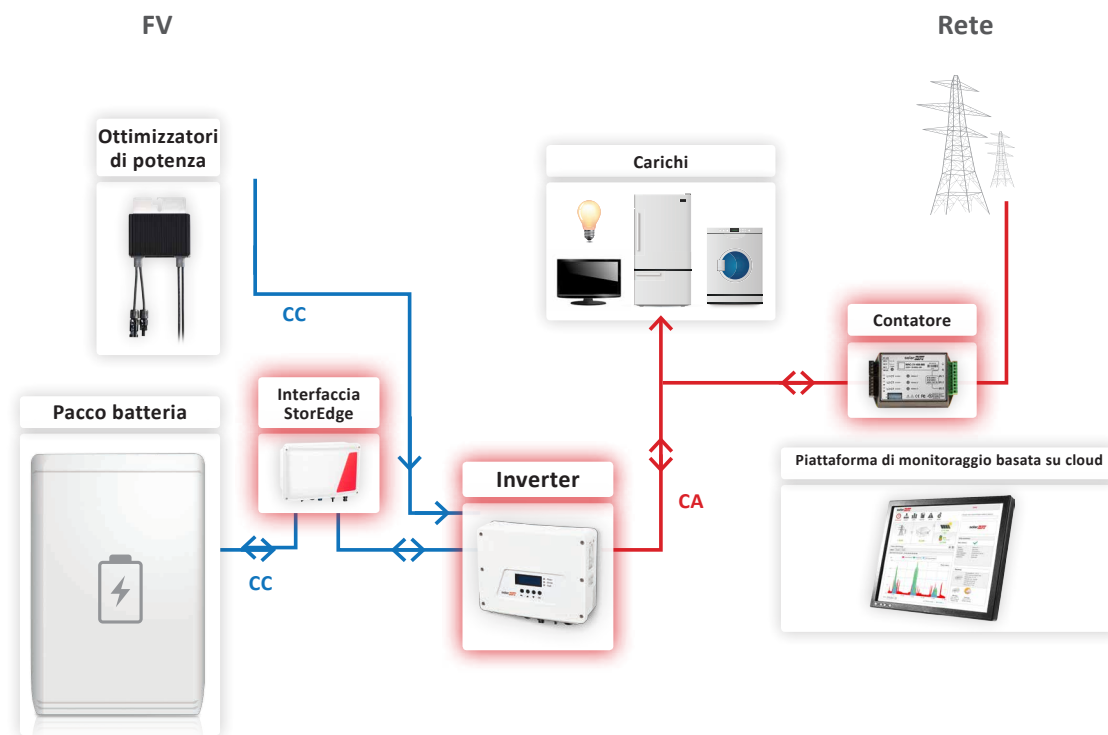 FV
Rete
Ottimizzatori
di potenza
Carichi
CC
Contatore
Interfaccia
StorEdge
Pacco batteria
Inverter
Piattaforma di monitoraggio basata su cloud
CA
CC